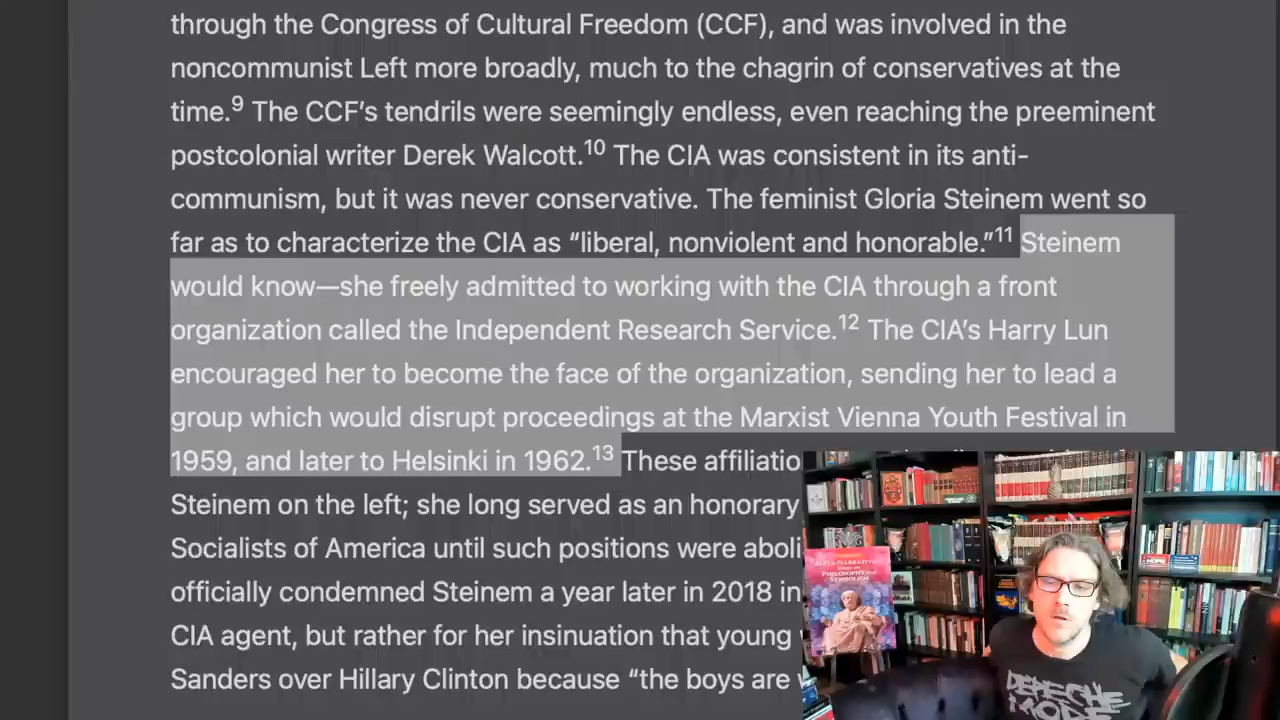 through the Congress of Cultural Freedom (CCF), and was involved in the
noncommunist Left more broadly, much to the chagrin of conservatives at the
time.9 The CCF’s tendrils were seemingly endless, even reaching the preeminent
postcolonial writer Derek Walcott.10 The CIA was consistent in its anti-
communism, but it was never conservative. The feminist Gloria Steinem went so
far as to characterize the CIA as “liberal, nonviolent and honorable.”11 Steinem
would know—she freely admitted to working with the CIA through a front
organization called the Independent Research Service.12 The CIA’s Harry Lun
encouraged her to become the face of the organization, sending her to lead a
group which would disrupt proceedings at the Marxist Vienna Youth Festival in
1959, and later to Helsinki in 1962.13 These affiliatio
Steinem on the left; she long served as an honorary
Socialists of America until such positions were aboli
officially condemned Steinem a year later in 2018 in
CIA agent, but rather for her insinuation that young
Sanders over Hillary Clinton because “the boys are
PHILOSOPHY and
SYMBOLISM
DEPECHE
MODE